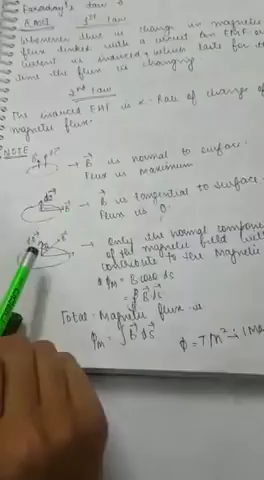 Faraday's law
1st law
Whenever there is change in magnetic
flux linked with a circuit an EMF or
current is induced & which lasts for the
time the flux is changing.
2nd law
The induced EMF is ∝ Rate of change of
magnetic flux.
NOTE
→ B⃗ is normal to surface
Flux is maximum
→ B⃗ is tangential to surface
Flux is 0.
→ Only the normal component
of the magnetic field will
contribute to the Magnetic
ϕm = B cosθ ds
= ∮ B⃗ · ds⃗
Total Magnetic flux is
ϕm = ∫ B⃗ · ds⃗
ϕ = Tm²